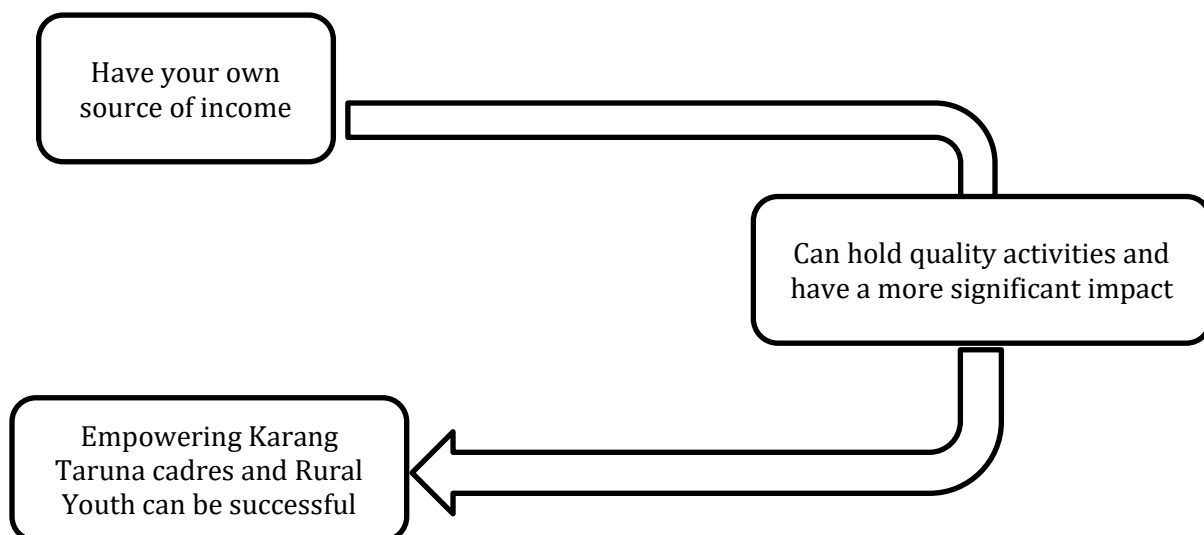 Have your own
source of income
Can hold quality activities and
have a more significant impact
Empowering Karang
Taruna cadres and Rural
Youth can be successful